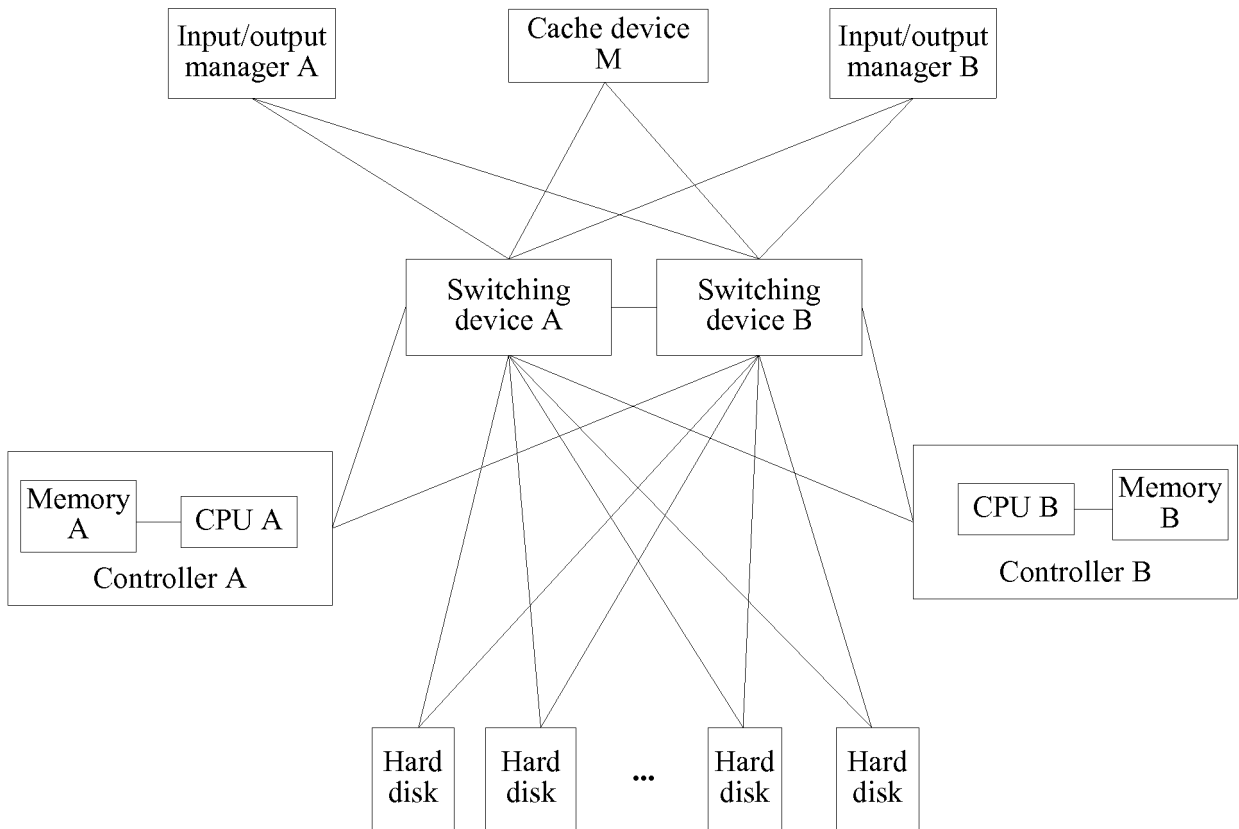 Input/output
manager A
Cache device
M
Input/output
manager B
Switching
device A
Switching
device B
Memory
A
CPU A
Controller A
CPU B
Memory
B
Controller B
Hard
disk
Hard
disk
...
Hard
disk
Hard
disk